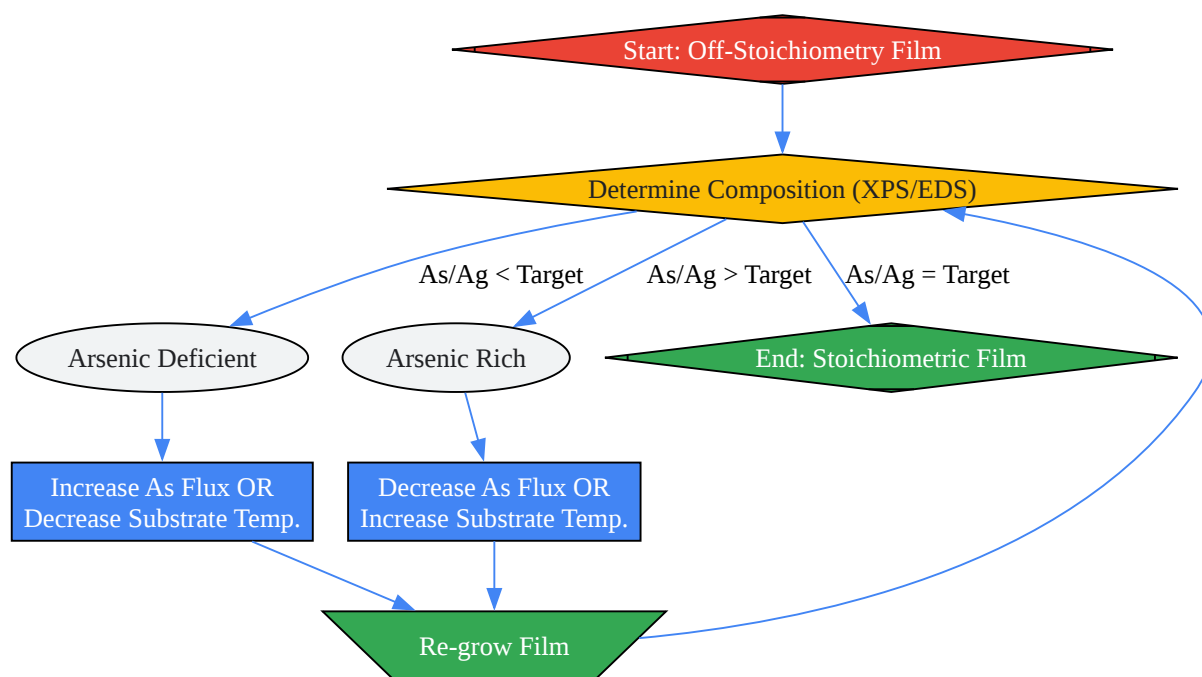 Start: Off-Stoichiometry Film
Determine Composition (XPS/EDS)
As/Ag < Target
As/Ag > Target
As/Ag = Target
Arsenic Deficient
Arsenic Rich
End: Stoichiometric Film
Increase As Flux OR
Decrease Substrate Temp.
Decrease As Flux OR
Increase Substrate Temp.
Re-grow Film